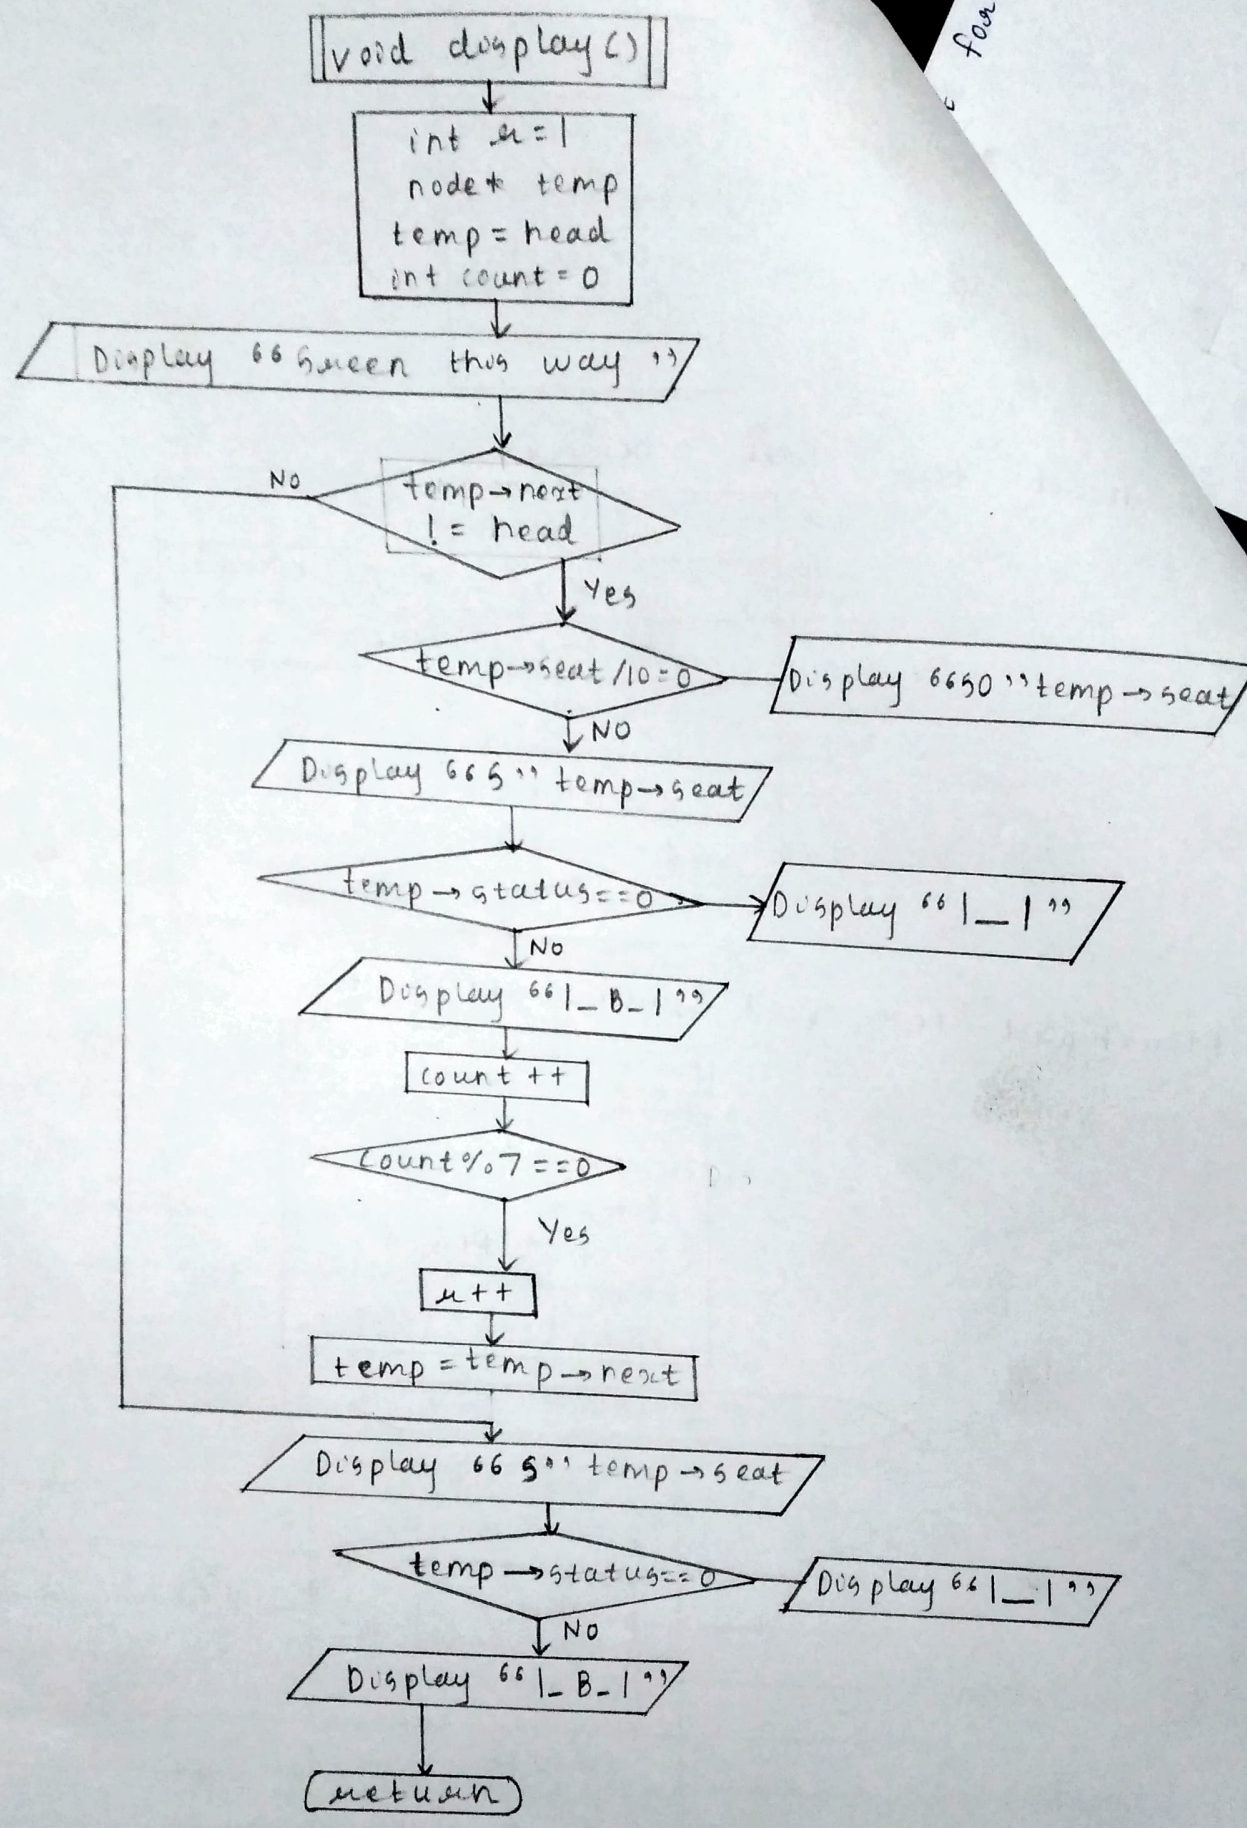 for
void display()
int r=1
node* temp
temp = head
int count = 0
Display “Screen this way”
temp→next
!= head
No
Yes
temp→seat/10=0
Display “S0” temp→seat
NO
Display “S” temp→seat
temp→status==0
Display “|_|”
No
Display “|_B_|”
count ++
count%7==0
Yes
r++
temp = temp→next
Display “S” temp→seat
temp→status==0
Display “|_|”
NO
Display “|_B_|”
return